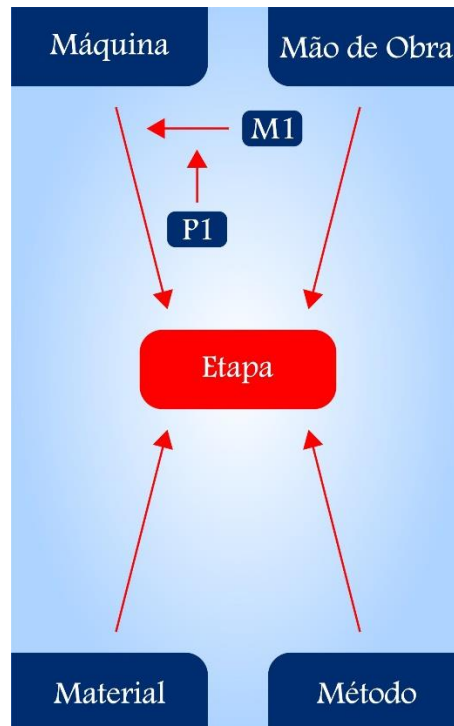 Máquina
Mão de Obra
M1
P1
Etapa
Material
Método